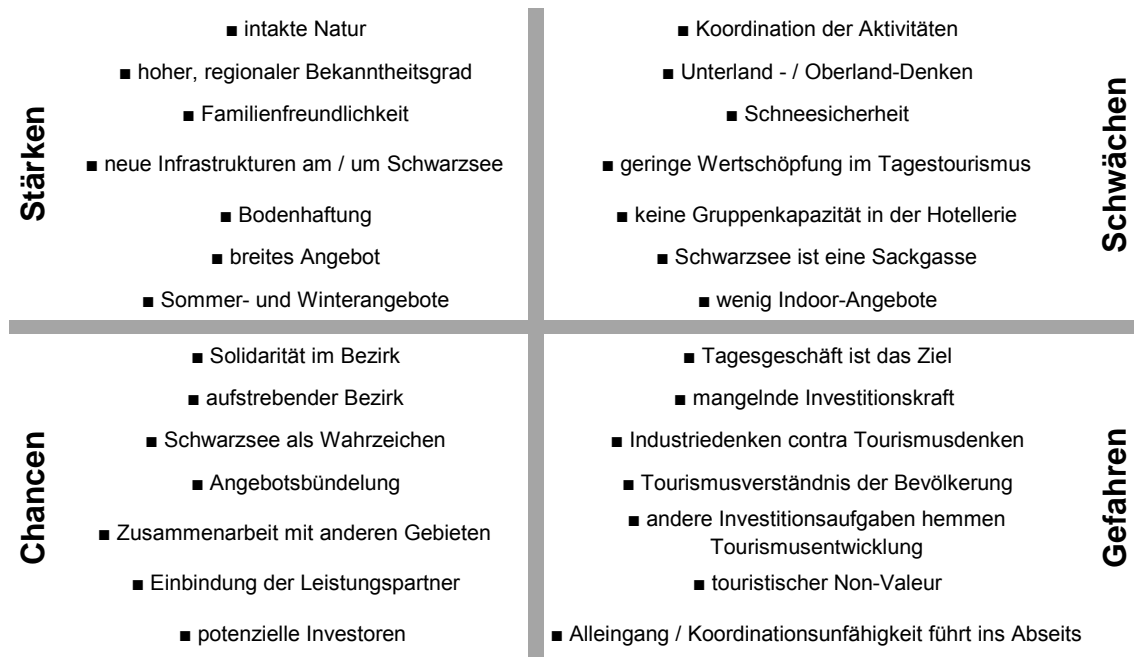 Stärken
■ intakte Natur
■ hoher, regionaler Bekanntheitsgrad
■ Familienfreundlichkeit
■ neue Infrastrukturen am / um Schwarzsee
■ Bodenhaftung
■ breites Angebot
■ Sommer- und Winterangebote
Schwächen
■ Koordination der Aktivitäten
■ Unterland - / Oberland-Denken
■ Schneesicherheit
■ geringe Wertschöpfung im Tagestourismus
■ keine Gruppenkapazität in der Hotellerie
■ Schwarzsee ist eine Sackgasse
■ wenig Indoor-Angebote
Chancen
■ Solidarität im Bezirk
■ aufstrebender Bezirk
■ Schwarzsee als Wahrzeichen
■ Angebotsbündelung
■ Zusammenarbeit mit anderen Gebieten
■ Einbindung der Leistungspartner
■ potenzielle Investoren
Gefahren
■ Tagesgeschäft ist das Ziel
■ mangelnde Investitionskraft
■ Industriedenken contra Tourismusdenken
■ Tourismusverständnis der Bevölkerung
■ andere Investitionsaufgaben hemmen
Tourismusentwicklung
■ touristischer Non-Valeur
■ Alleingang / Koordinationsunfähigkeit führt ins Abseits